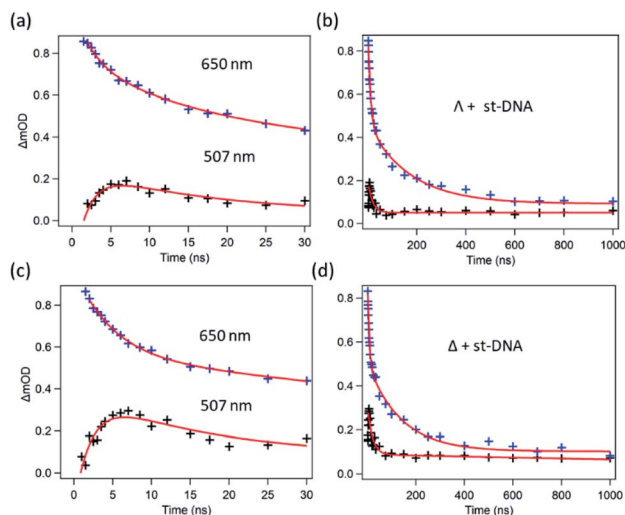 (a)
650 nm
507 nm
ΔmOD
0.8
0.6
0.4
0.2
0.0
0 5 10 15 20 25 30
Time (ns)
(b)
Λ + st-DNA
0.8
0.6
0.4
0.2
0.0
200 400 600 800 1000
Time (ns)
(c)
650 nm
507 nm
ΔmOD
0.8
0.6
0.4
0.2
0.0
0 5 10 15 20 25 30
Time (ns)
(d)
Δ + st-DNA
0.8
0.6
0.4
0.2
0.0
200 400 600 800 1000
Time (ns)